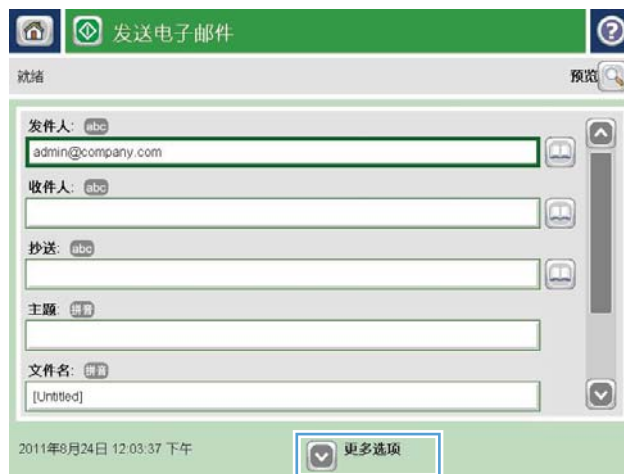 发送电子邮件
?
就绪
预览
发件人: abc
admin@company.com
收件人: abc
抄送: abc
主题: 拼音
文件名: 拼音
[Untitled]
2011年8月24日 12:03:37 下午
更多选项